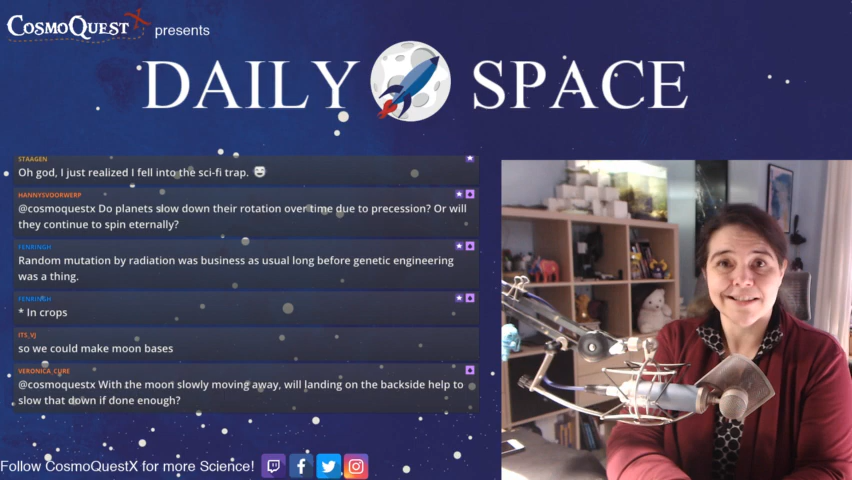 COSMOQUESTX presents
DAILY SPACE
STAAGEN
Oh god, I just realized I fell into the sci-fi trap.
HANNYSVOORWERP
@cosmoquestx Do planets slow down their rotation over time due to precession? Or will
they continue to spin eternally?
FENRINGH
Random mutation by radiation was business as usual long before genetic engineering
was a thing.
FENRINGH
* In crops
ITS_VJ
so we could make moon bases
VERONICA_CURE
@cosmoquestx With the moon slowly moving away, will landing on the backside help to
slow that down if done enough?
Follow CosmoQuestX for more Science!